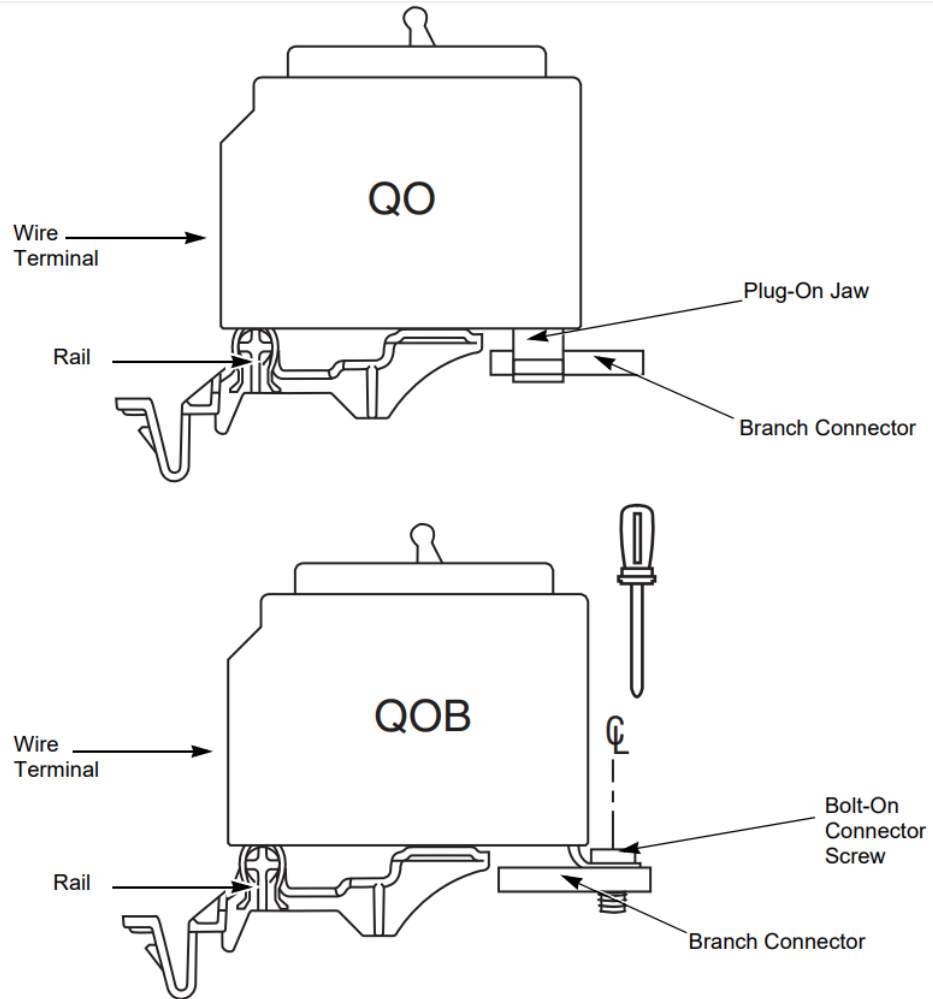 QO
Wire
Terminal
Plug-On Jaw
Rail
Branch Connector
QOB
℄
Wire
Terminal
Bolt-On
Connector
Screw
Rail
Branch Connector